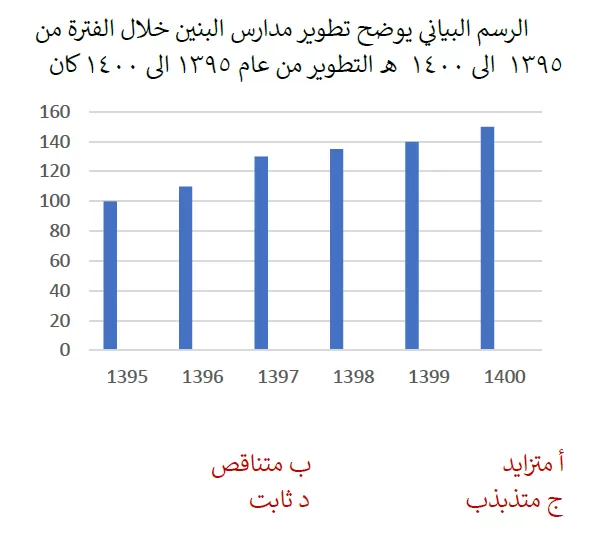 الرسم البياني يوضح تطوير مدارس البنين خلال الفترة من
١٣٩٥ الى ١٤٠٠ هـ التطوير من عام ١٣٩٥ الى ١٤٠٠ كان
160
140
120
100
80
60
40
20
0
1395 1396 1397 1398 1399 1400
أ متزايد ب متناقص
ج متذبذب د ثابت